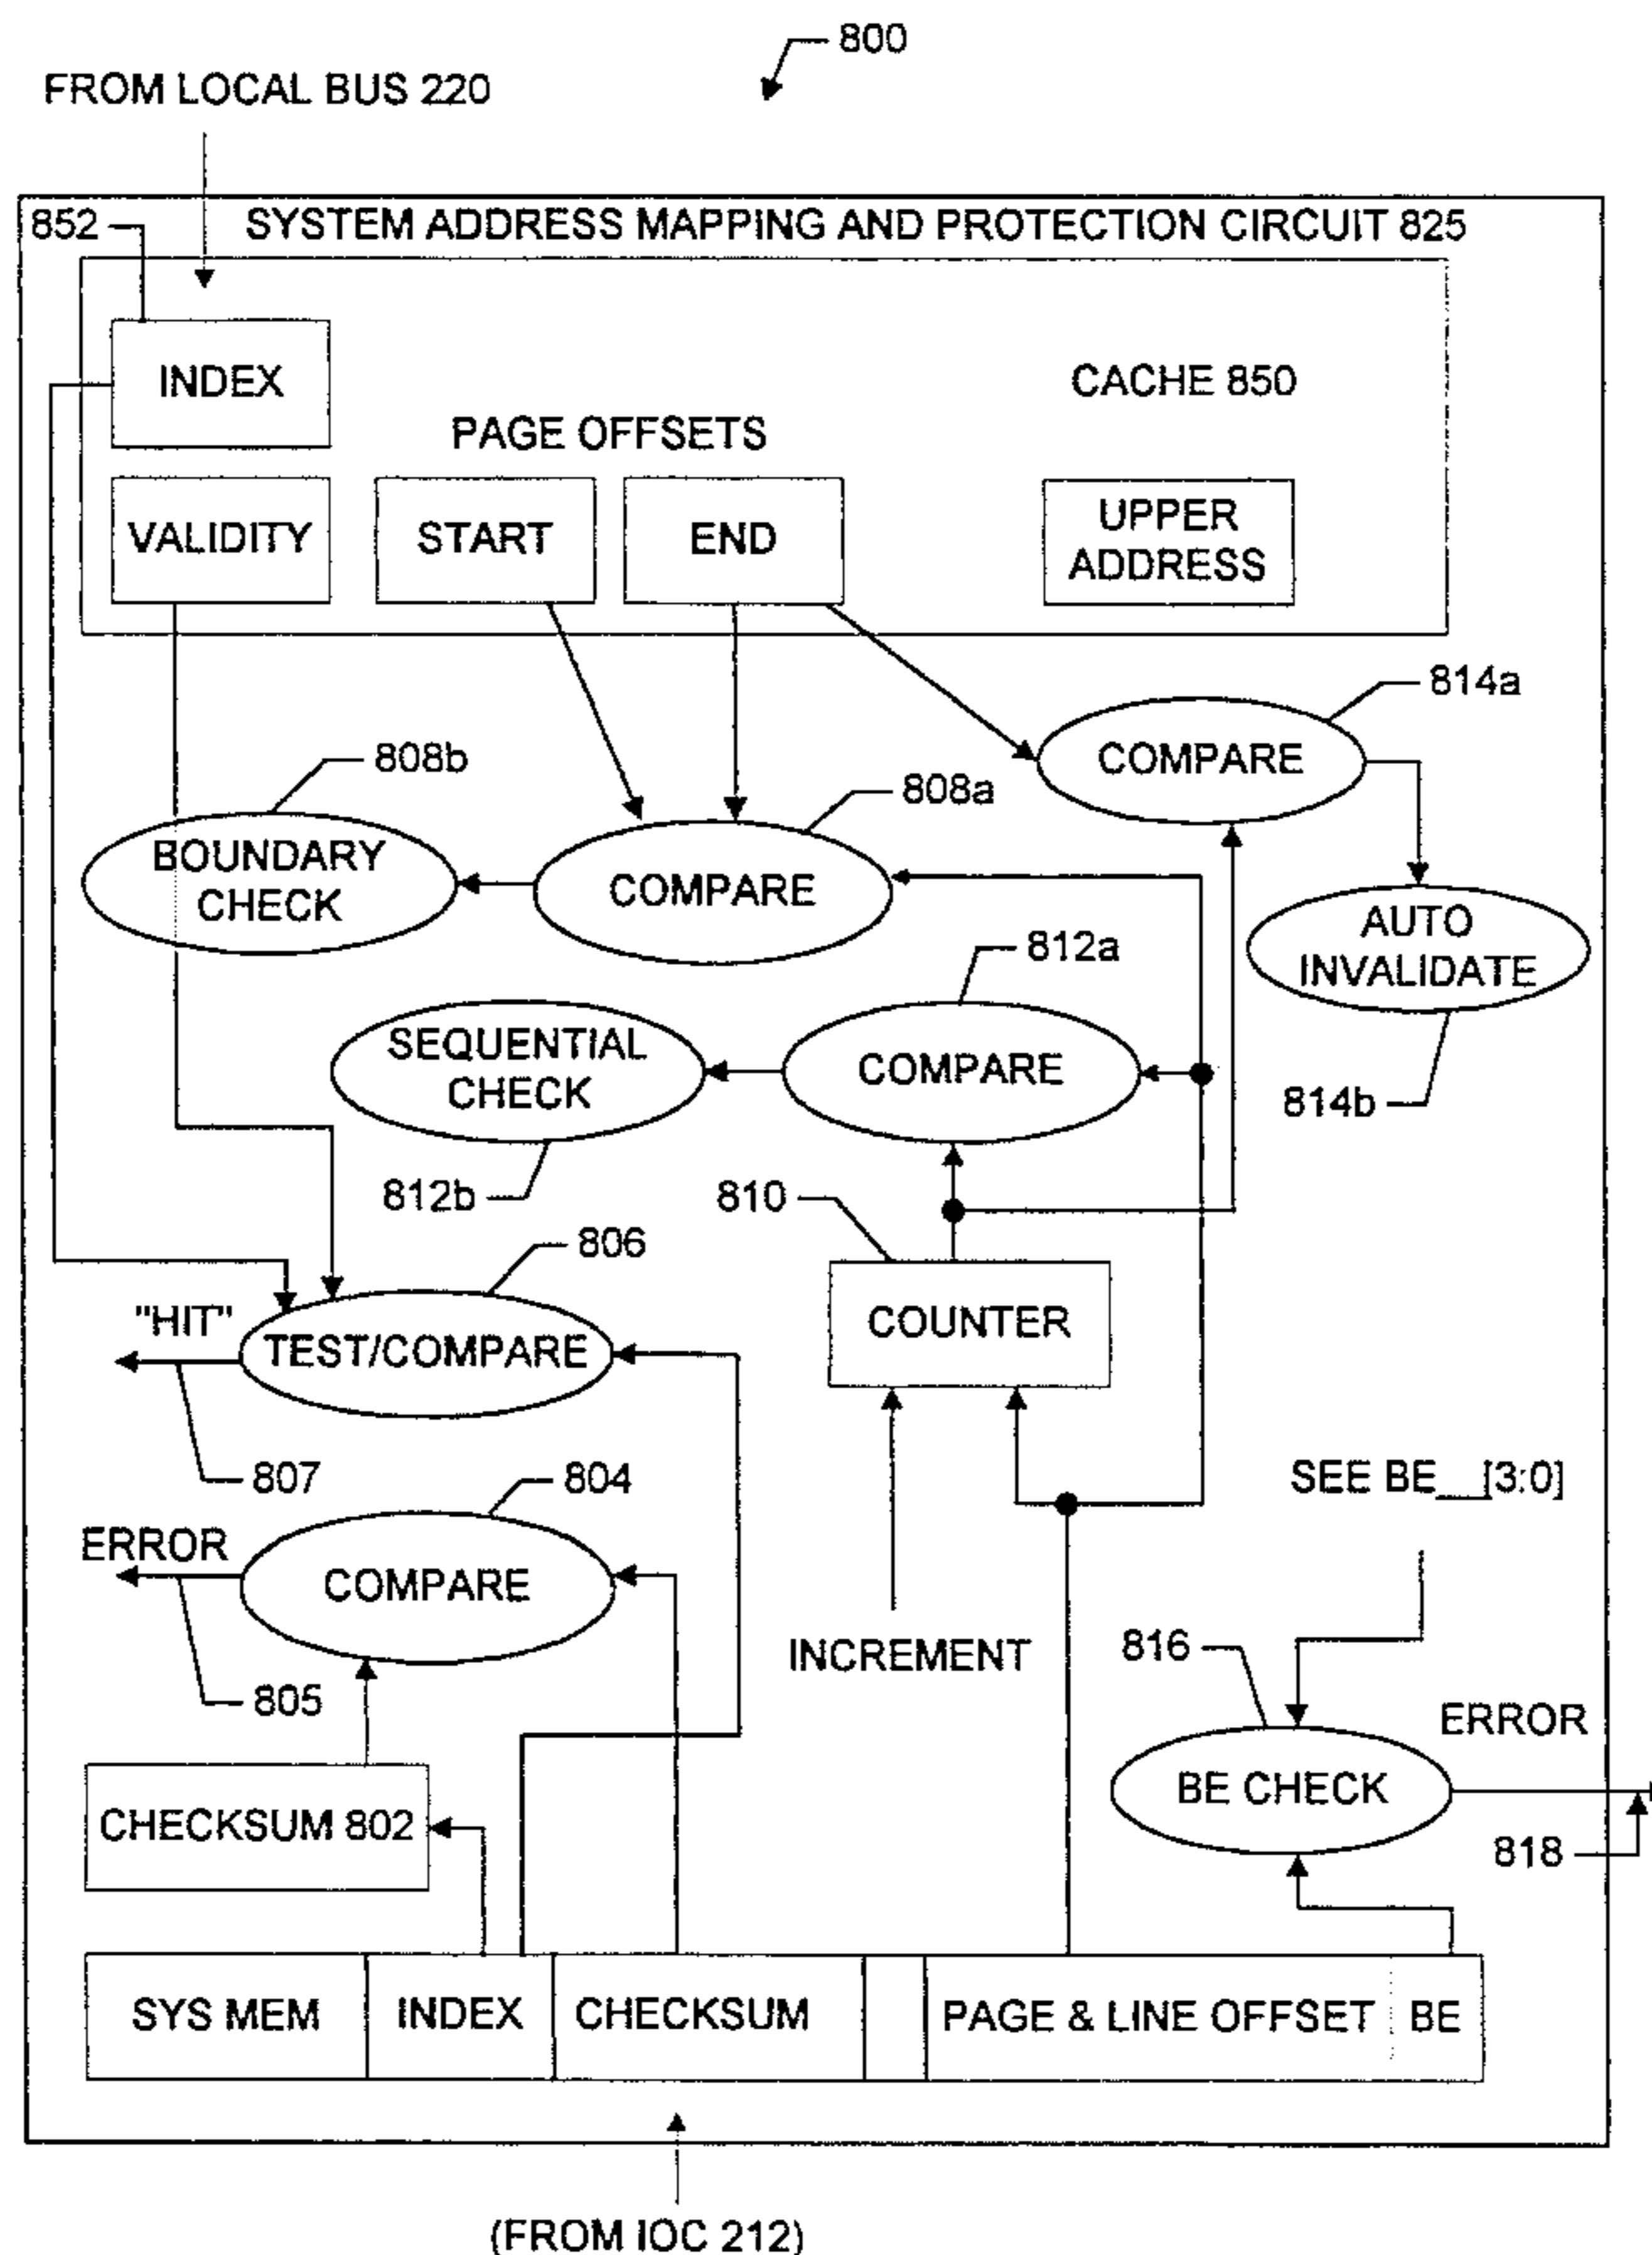 800
FROM LOCAL BUS 220
852
SYSTEM ADDRESS MAPPING AND PROTECTION CIRCUIT 825
INDEX
CACHE 850
PAGE OFFSETS
VALIDITY
START
END
UPPER
ADDRESS
814a
COMPARE
808b
808a
BOUNDARY
CHECK
COMPARE
AUTO
INVALIDATE
812a
SEQUENTIAL
CHECK
COMPARE
814b
812b
810
806
"HIT"
TEST/COMPARE
COUNTER
807
804
SEE BE__[3:0]
ERROR
COMPARE
INCREMENT
816
805
ERROR
BE CHECK
CHECKSUM 802
818
SYS MEM
INDEX
CHECKSUM
PAGE & LINE OFFSET
BE
(FROM IOC 212)